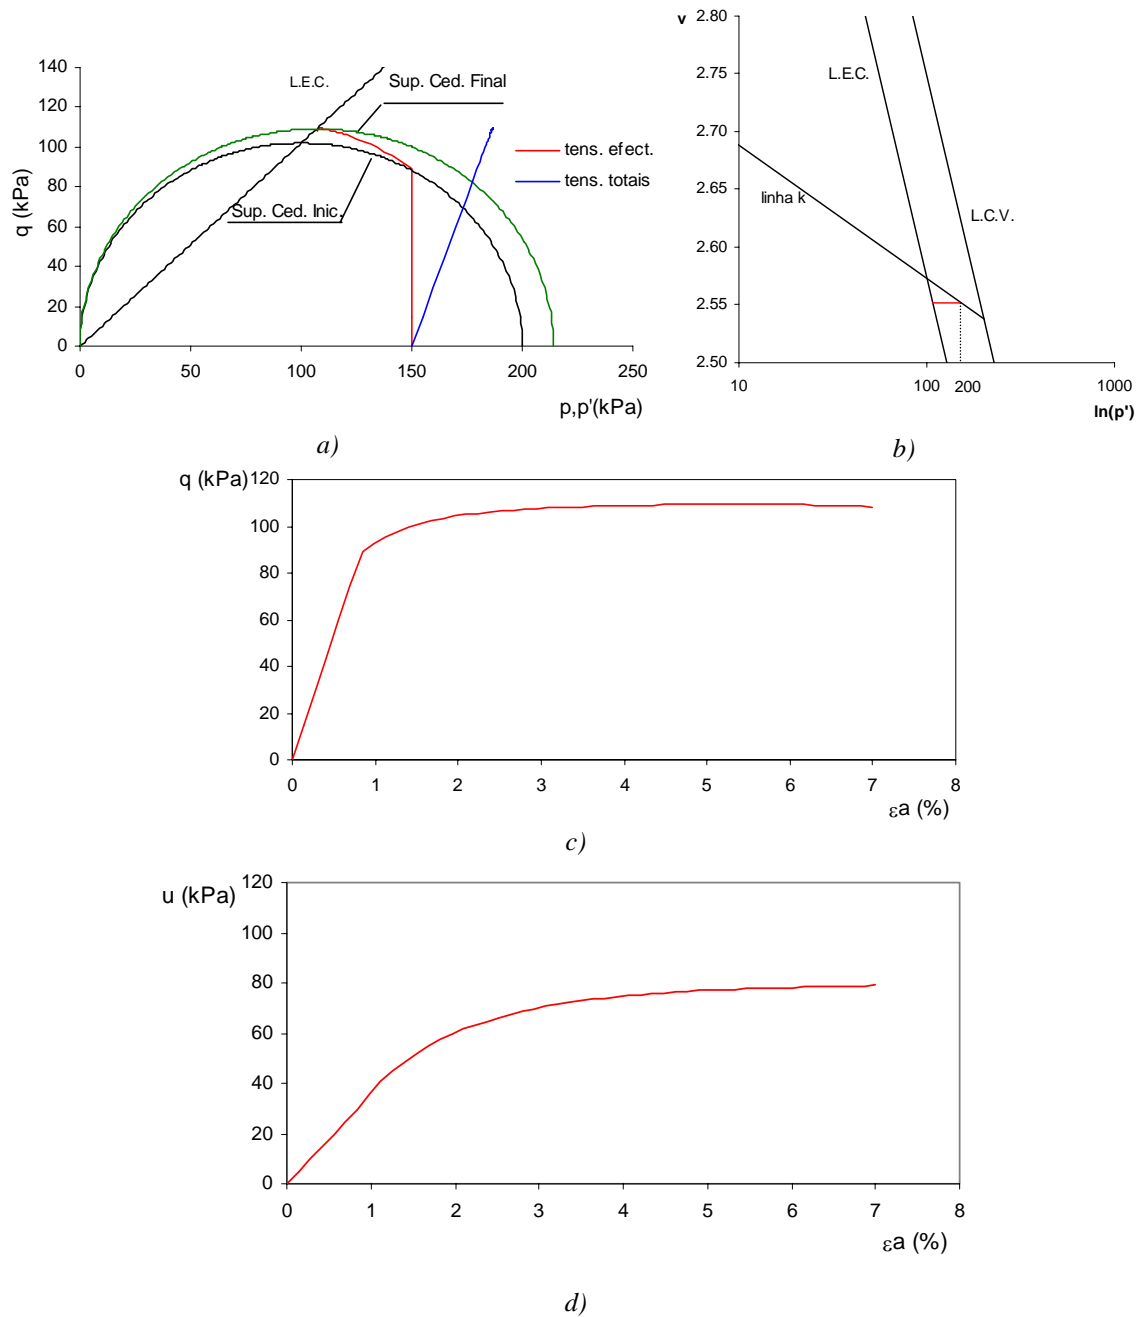 140
120
100
80
60
40
20
0
q (kPa)
L.E.C.
Sup. Ced. Final
Sup. Ced. Inic.
tens. efect.
tens. totais
0 50 100 150 200 250
p,p'(kPa)
a)
v
2.80
2.75
2.70
2.65
2.60
2.55
2.50
L.E.C.
linha k
L.C.V.
10 100 200 1000
ln(p')
b)
q (kPa)
120
100
80
60
40
20
0
0 1 2 3 4 5 6 7 8
εa (%)
c)
u (kPa)
120
100
80
60
40
20
0
0 1 2 3 4 5 6 7 8
εa (%)
d)